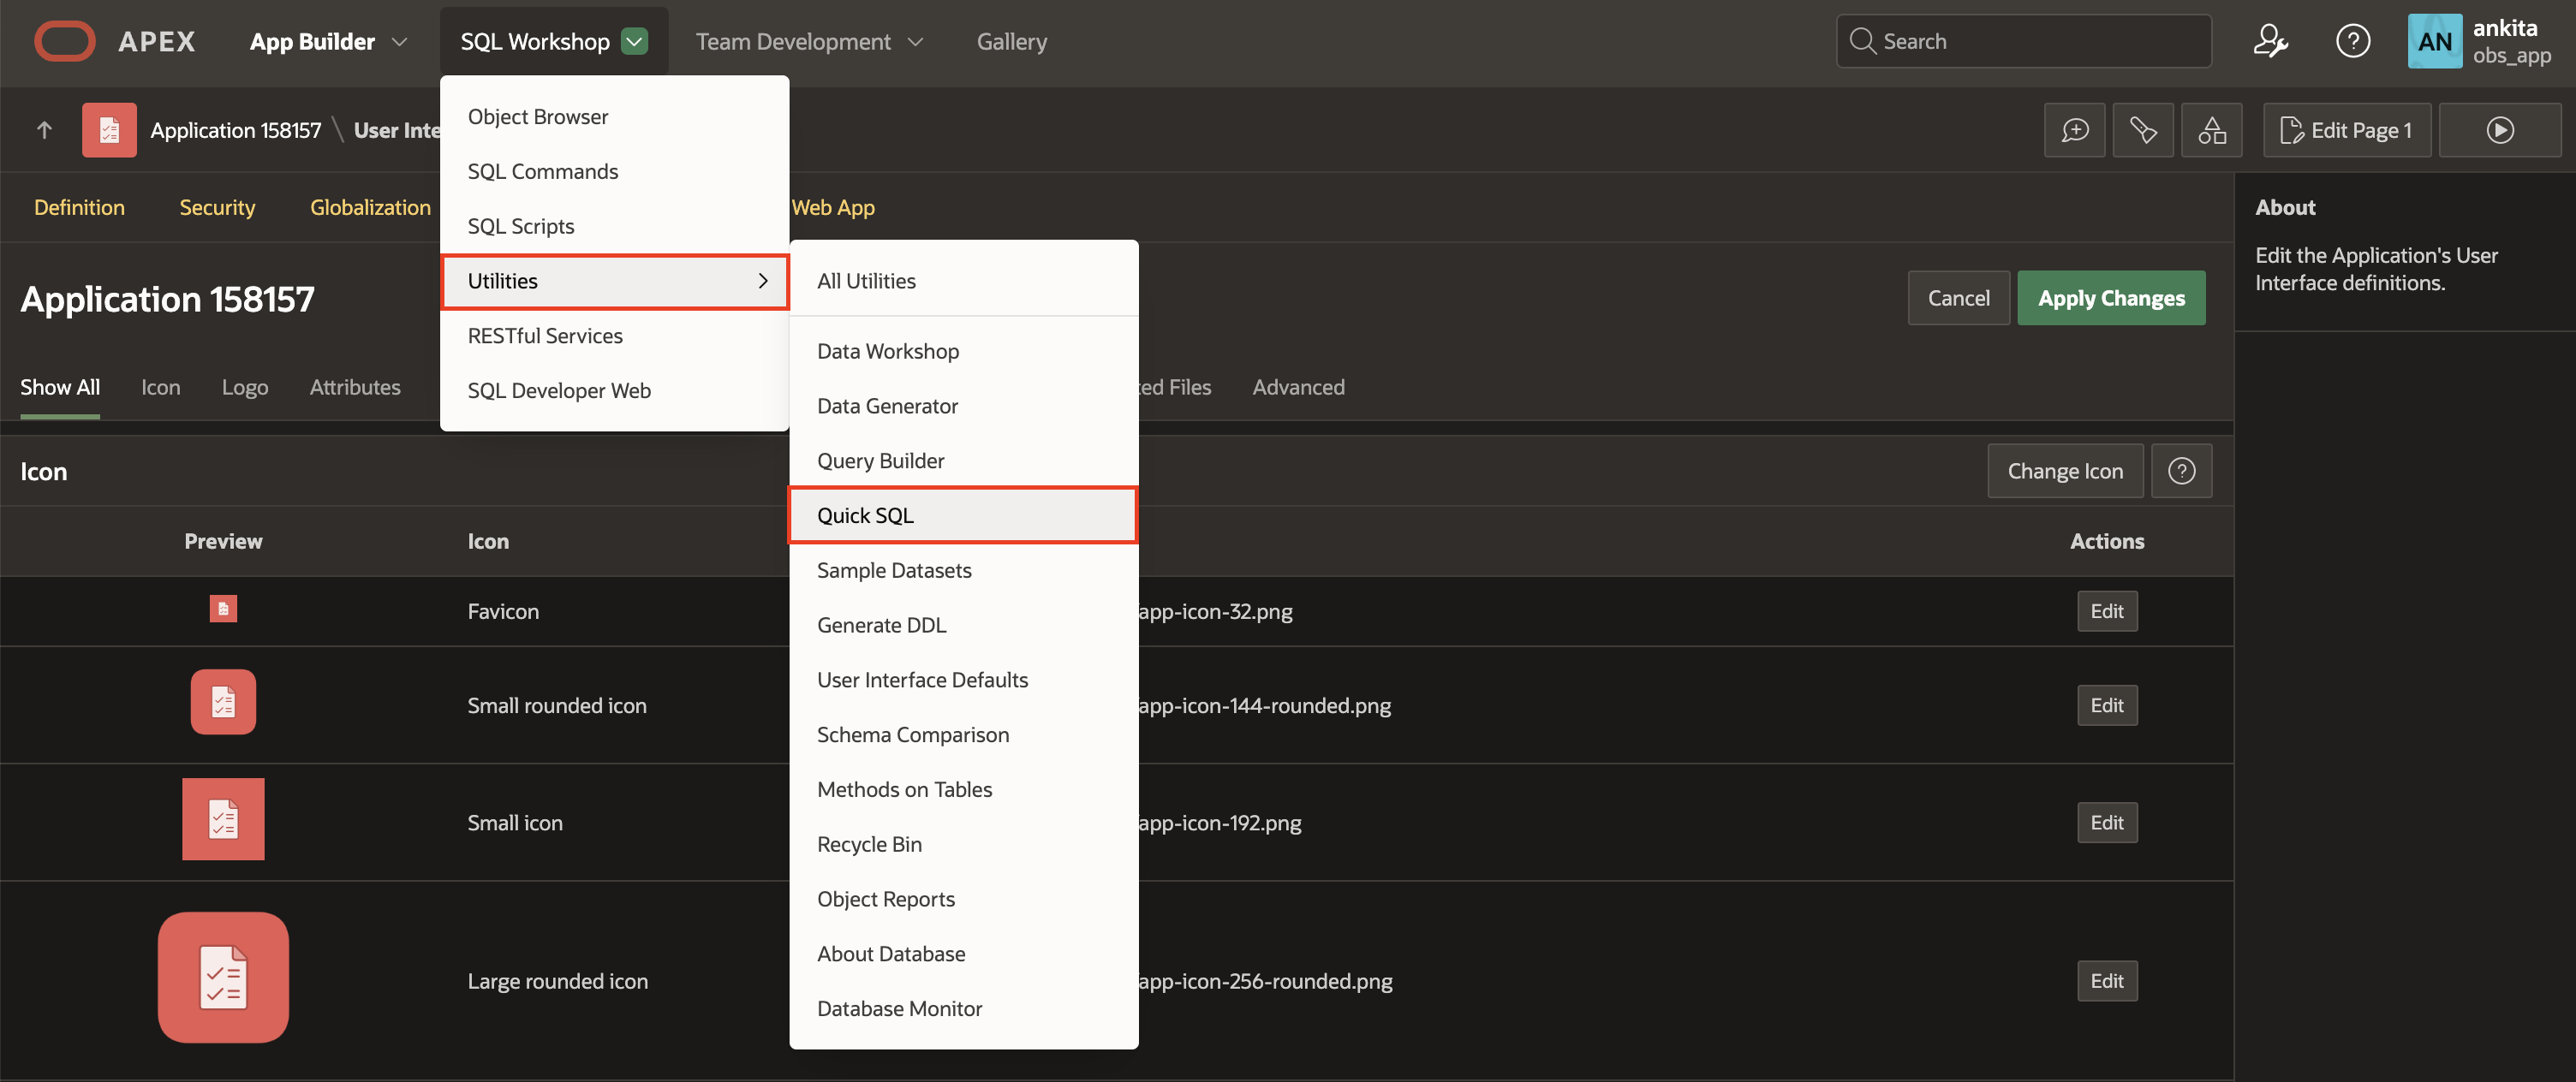 APEX
App Builder
SQL Workshop
Team Development
Gallery
Search
AN
ankita
obs_app
Application 158157 \ User Inte
Edit Page 1
Object Browser
SQL Commands
SQL Scripts
Utilities
RESTful Services
SQL Developer Web
Definition
Security
Globalization
Web App
All Utilities
Data Workshop
Data Generator
Query Builder
Quick SQL
Sample Datasets
Generate DDL
User Interface Defaults
Schema Comparison
Methods on Tables
Recycle Bin
Object Reports
About Database
Database Monitor
About
Edit the Application's User
Interface definitions.
Application 158157
Cancel
Apply Changes
Show All
Icon
Logo
Attributes
ted Files
Advanced
Icon
Change Icon
Preview
Icon
Actions
Favicon
app-icon-32.png
Edit
Small rounded icon
app-icon-144-rounded.png
Edit
Small icon
app-icon-192.png
Edit
Large rounded icon
app-icon-256-rounded.png
Edit